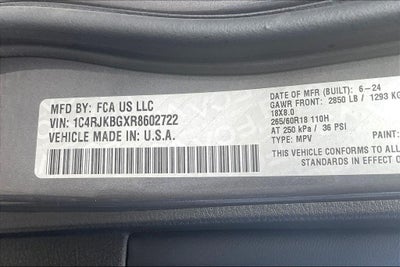 MFD BY: FCA US LLC
VIN: 1C4RJKBGXR8602722
VEHICLE MADE IN: U.S.A.
DATE OF MFR (BUILT): 6-24
GAWR FRONT: 2850 LB / 1293 KG
18X8.0
265/60R18 110H
AT 250 kPa / 36 PSI
TYPE: MPV
PAINT:
THIS VEHICLE CONFORMS TO ALL
STANDARDS IN EFFECT